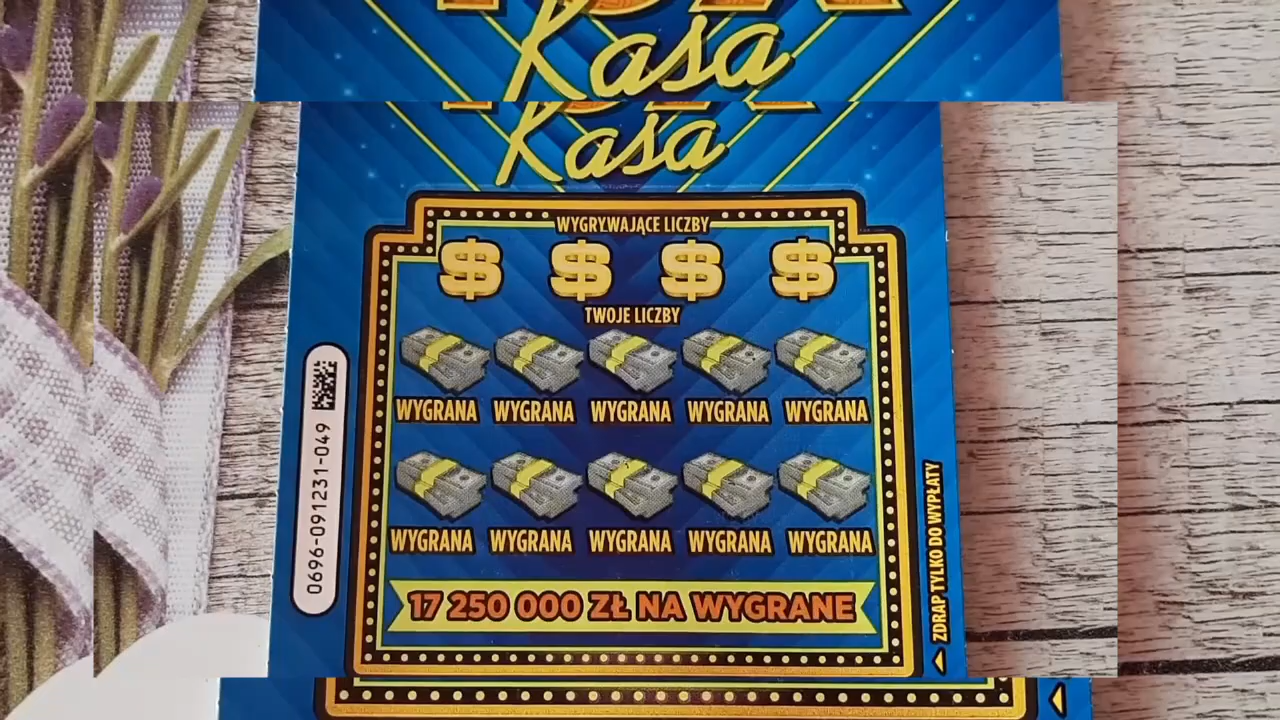 Kasa
Kasa
WYGRYWAJĄCE LICZBY
$ $ $ $
TWOJE LICZBY
WYGRANA WYGRANA WYGRANA WYGRANA WYGRANA
WYGRANA WYGRANA WYGRANA WYGRANA WYGRANA
17 250 000 ZŁ NA WYGRANE
0696-091231-049
ZDRAP TYLKO DO WYPŁATY